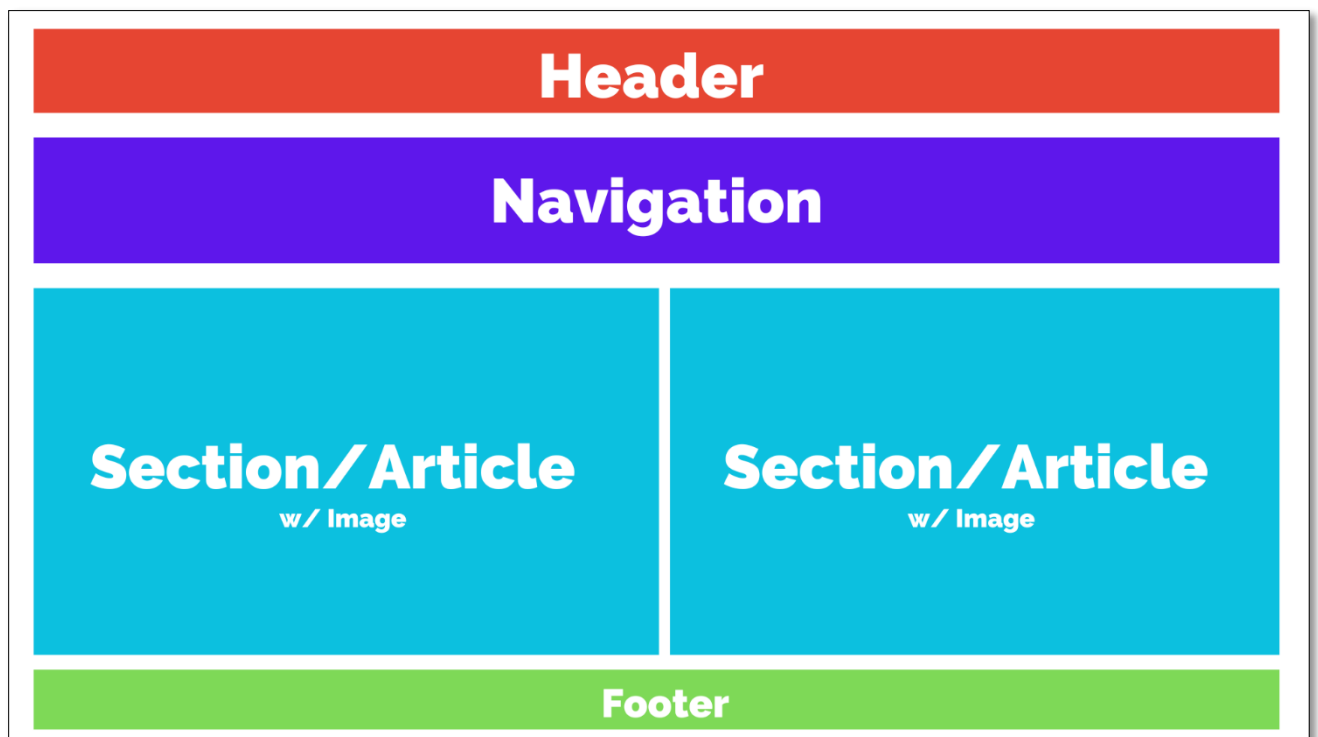 Header
Navigation
Section/Article
w/ Image
Section/Article
w/ Image
Footer